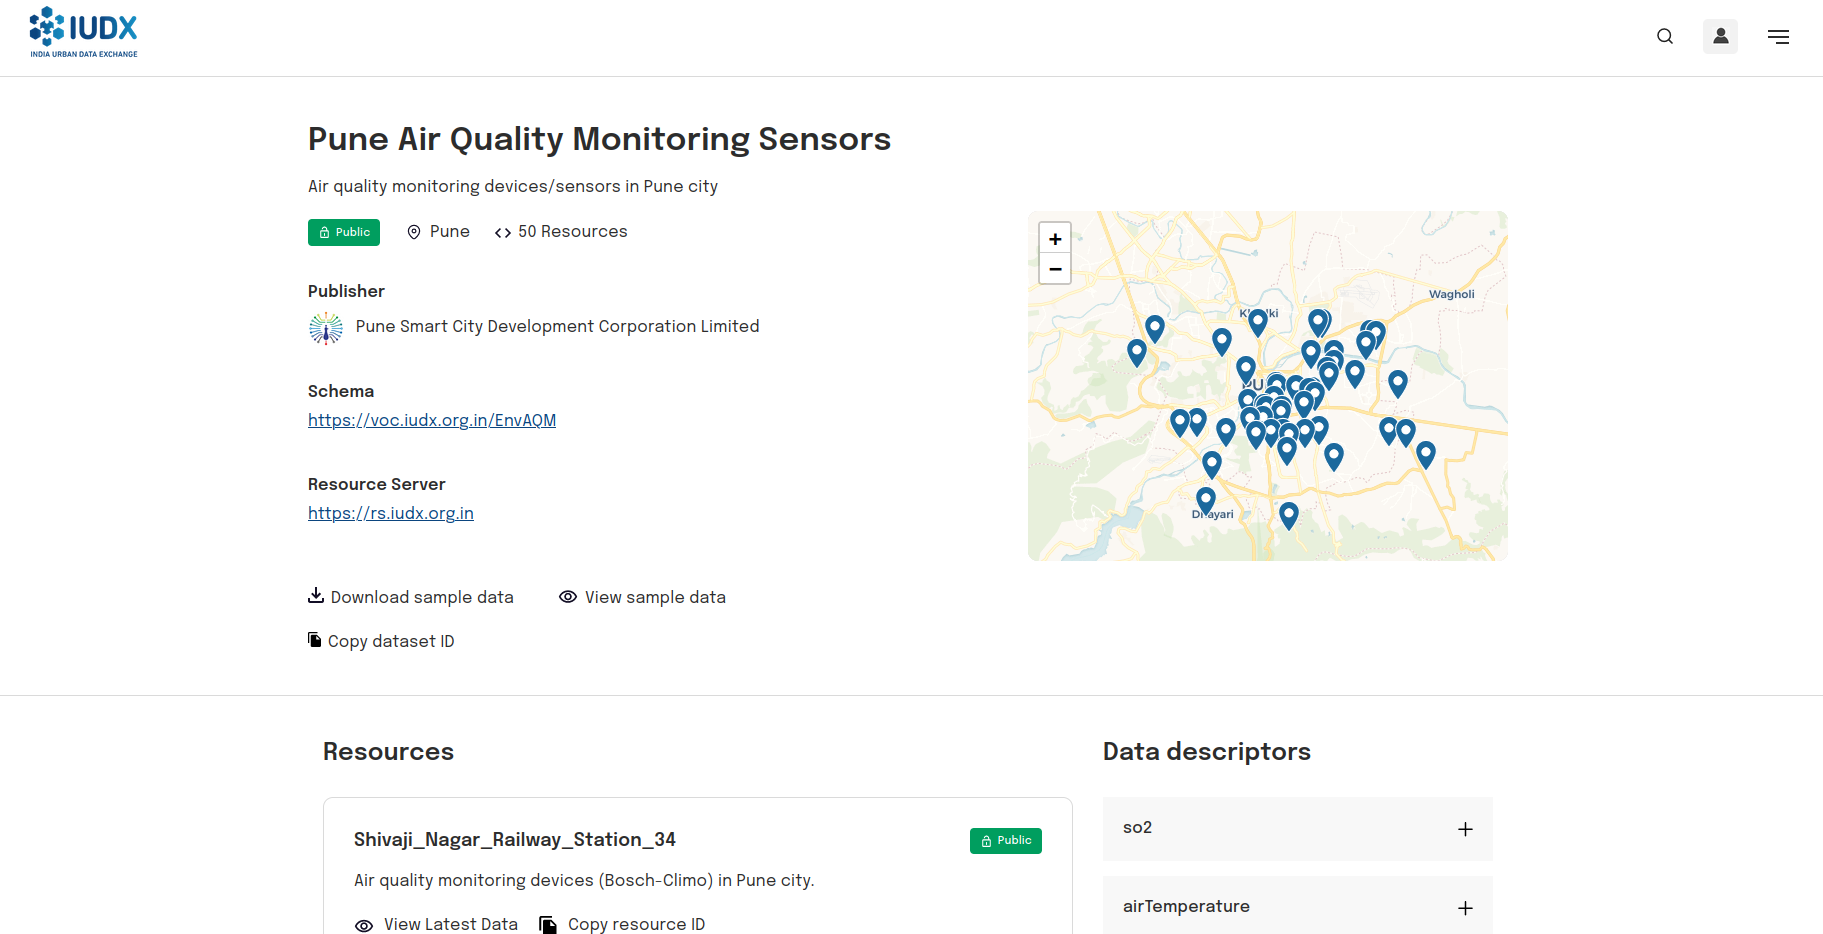 IUDX
INDIA URBAN DATA EXCHANGE
Pune Air Quality Monitoring Sensors
Air quality monitoring devices/sensors in Pune city
Public Pune 50 Resources
Publisher
Pune Smart City Development Corporation Limited
Schema
https://voc.iudx.org.in/EnvAQM
Resource Server
https://rs.iudx.org.in
Download sample data View sample data
Copy dataset ID
+
−
Wagholi
Resources
Shivaji_Nagar_Railway_Station_34 Public
Air quality monitoring devices (Bosch-Climo) in Pune city.
View Latest Data Copy resource ID
Data descriptors
so2 +
airTemperature +